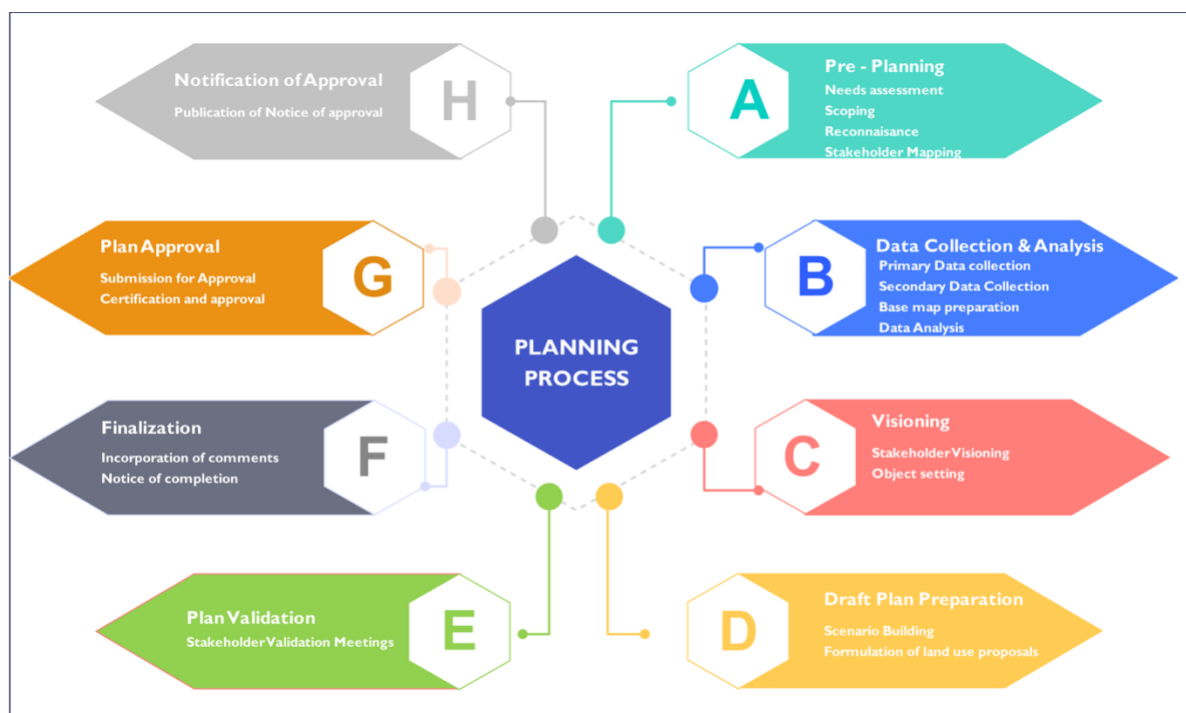 PLANNING
PROCESS
A
Pre - Planning
Needs assessment
Scoping
Reconnaisance
Stakeholder Mapping
B
Data Collection & Analysis
Primary Data collection
Secondary Data Collection
Base map preparation
Data Analysis
C
Visioning
Stakeholder Visioning
Object setting
D
Draft Plan Preparation
Scenario Building
Formulation of land use proposals
E
Plan Validation
Stakeholder Validation Meetings
F
Finalization
Incorporation of comments
Notice of completion
G
Plan Approval
Submission for Approval
Certification and approval
H
Notification of Approval
Publication of Notice of approval